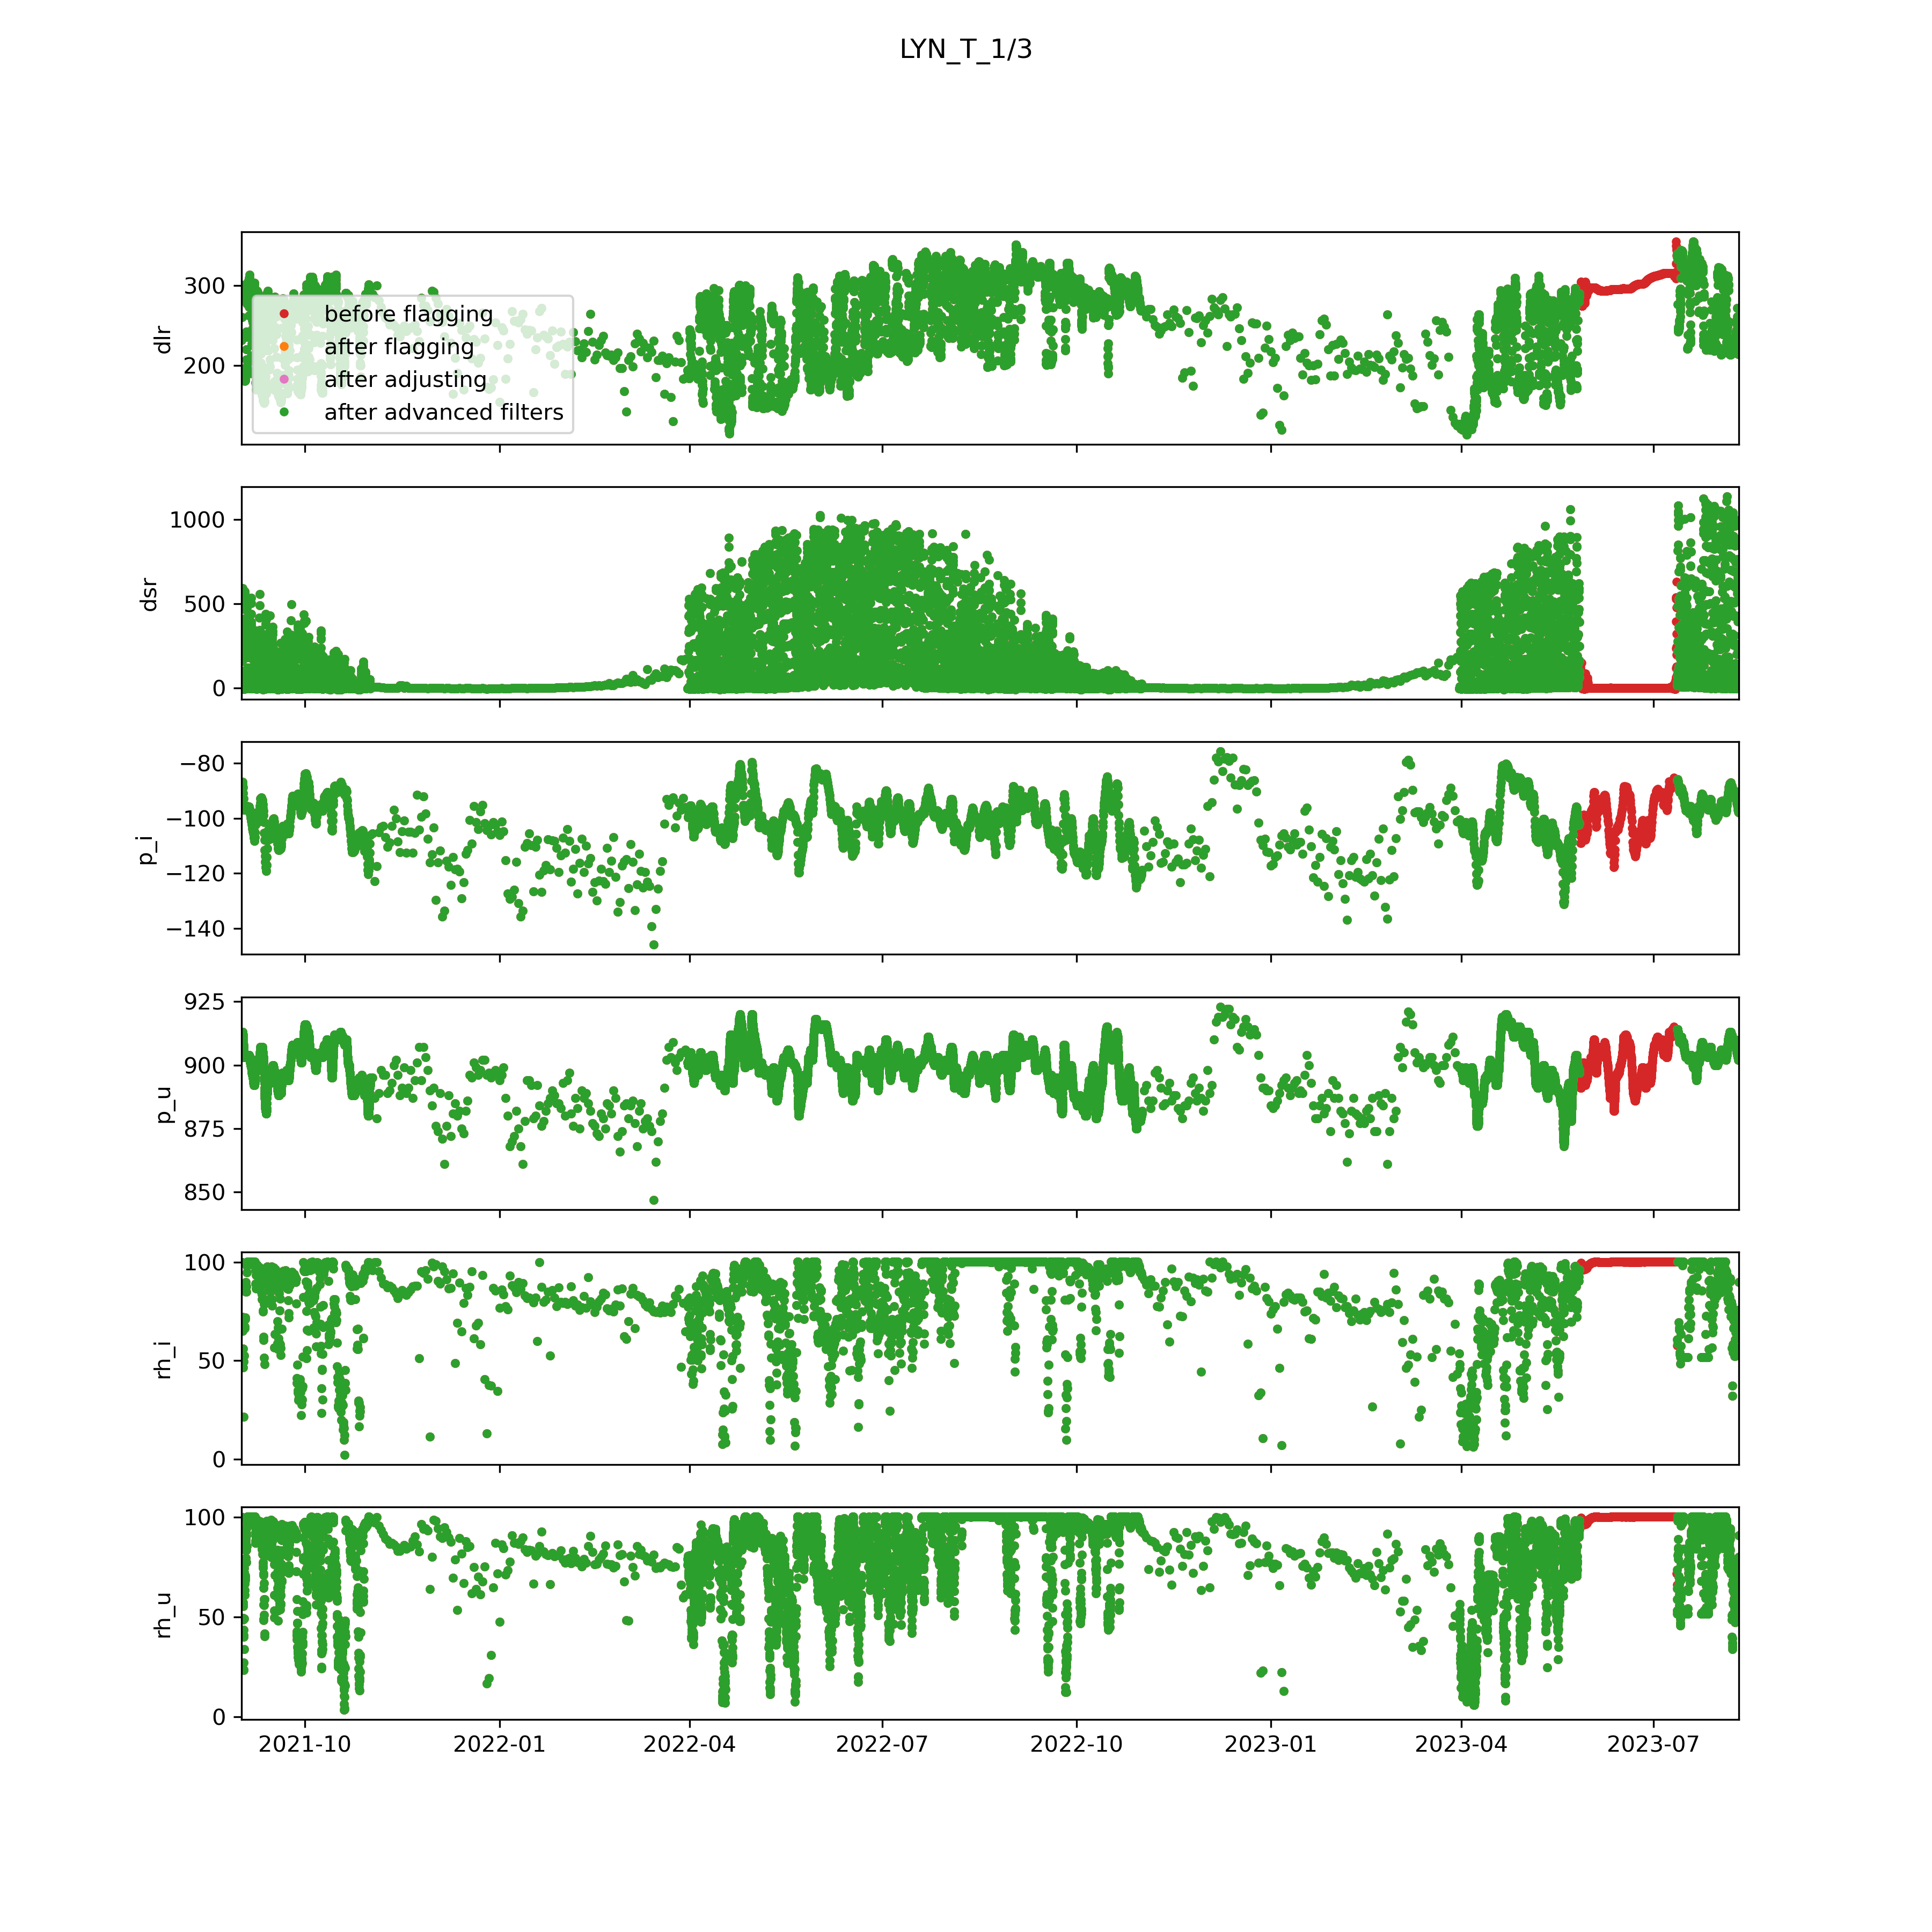 LYN_T_1/3
300
200
dlr
before flagging
after flagging
after adjusting
after advanced filters
1000
500
0
dsr
−80
−100
−120
−140
p_i
925
900
875
850
p_u
100
50
0
rh_i
100
50
0
rh_u
2021-10 2022-01 2022-04 2022-07 2022-10 2023-01 2023-04 2023-07